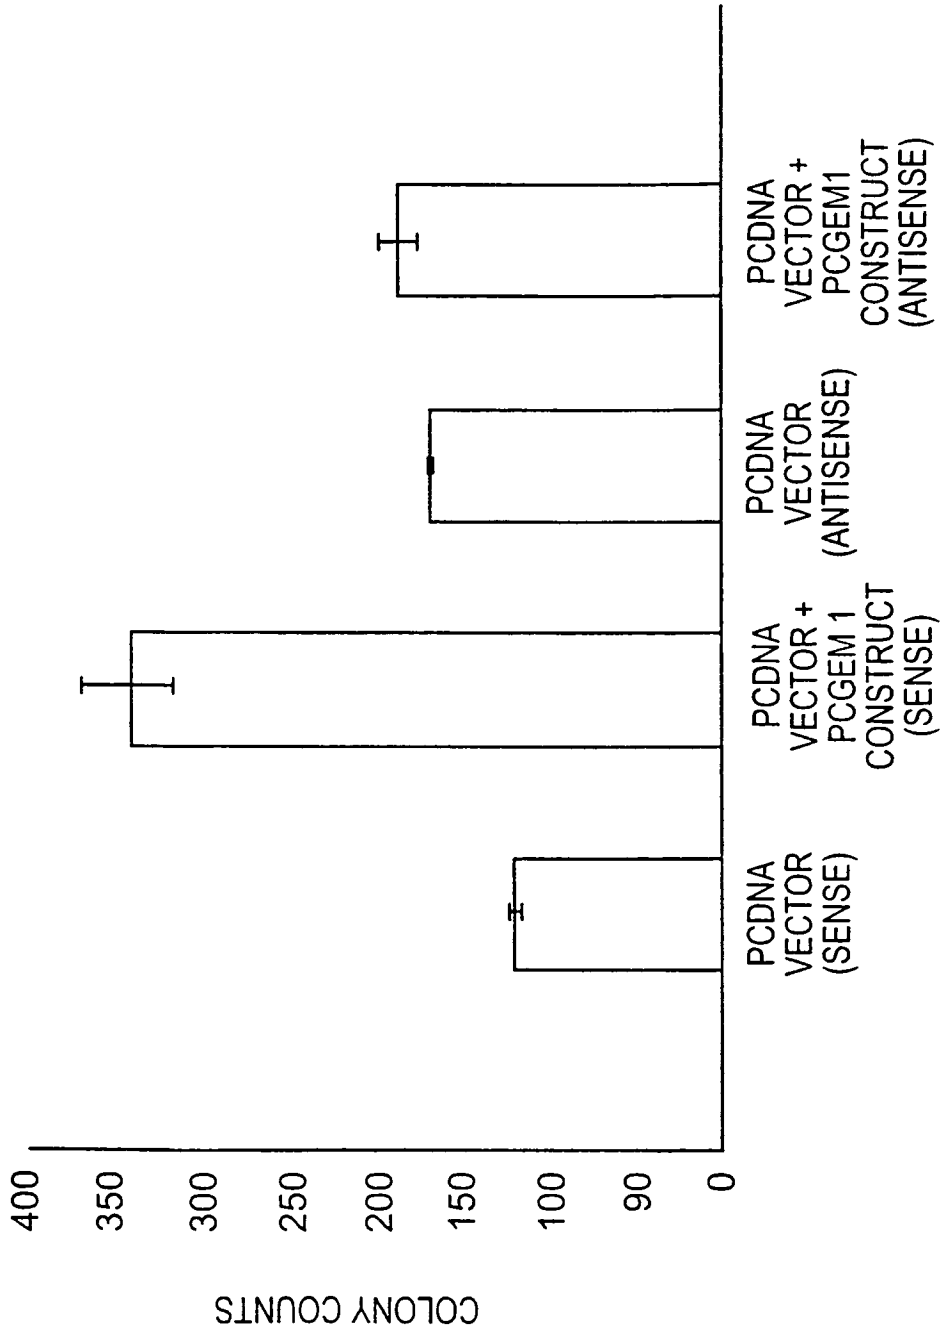 COLONY COUNTS
400
350
300
250
200
150
100
90
0
PCDNA
VECTOR
(SENSE)
PCDNA
VECTOR +
PCGEM 1
CONSTRUCT
(SENSE)
PCDNA
VECTOR
(ANTISENSE)
PCDNA
VECTOR +
PCGEM1
CONSTRUCT
(ANTISENSE)